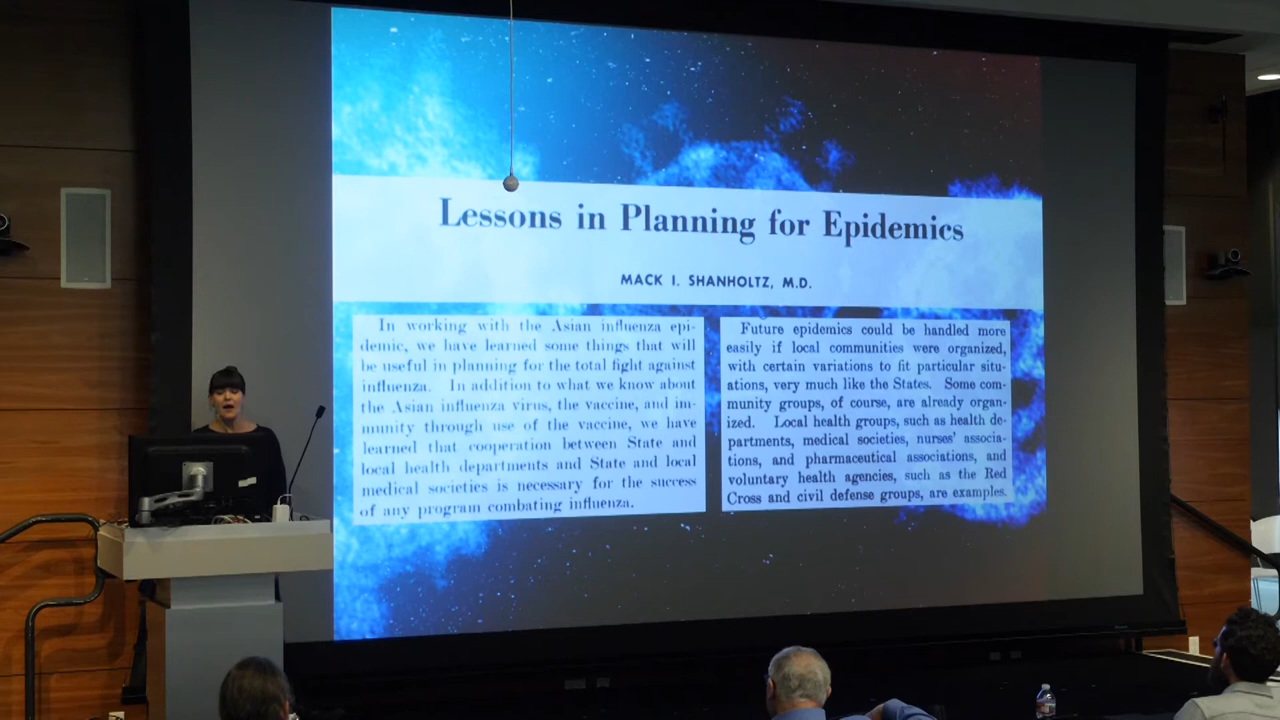 Lessons in Planning for Epidemics
MACK I. SHANHOLTZ, M.D.
In working with the Asian influenza epi-
demic, we have learned some things that will
be useful in planning for the total fight against
influenza. In addition to what we know about
the Asian influenza virus, the vaccine, and im-
munity through use of the vaccine, we have
learned that cooperation between State and
local health departments and State and local
medical societies is necessary for the success
of any program combating influenza.
Future epidemics could be handled more
easily if local communities were organized,
with certain variations to fit particular situ-
ations, very much like the States. Some com-
munity groups, of course, are already organ-
ized. Local health groups, such as health de-
partments, medical societies, nurses' associa-
tions, and pharmaceutical associations, and
voluntary health agencies, such as the Red
Cross and civil defense groups, are examples.